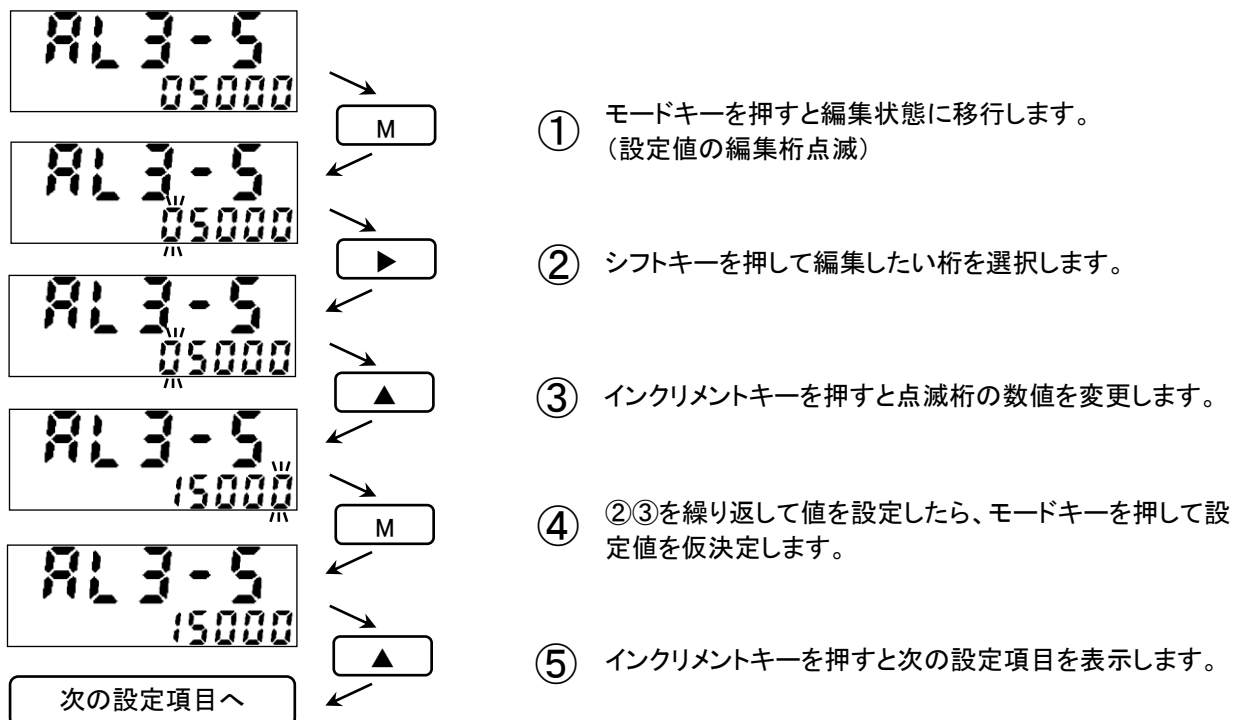 AL3-S
05000
M
① モードキーを押すと編集状態に移行します。
（設定値の編集桁点滅）
AL3-S
05000
▶
② シフトキーを押して編集したい桁を選択します。
AL3-S
05000
▲
③ インクリメントキーを押すと点滅桁の数値を変更します。
AL3-S
15000
M
④ ②③を繰り返して値を設定したら、モードキーを押して設
定値を仮決定します。
AL3-S
15000
▲
⑤ インクリメントキーを押すと次の設定項目を表示します。
次の設定項目へ